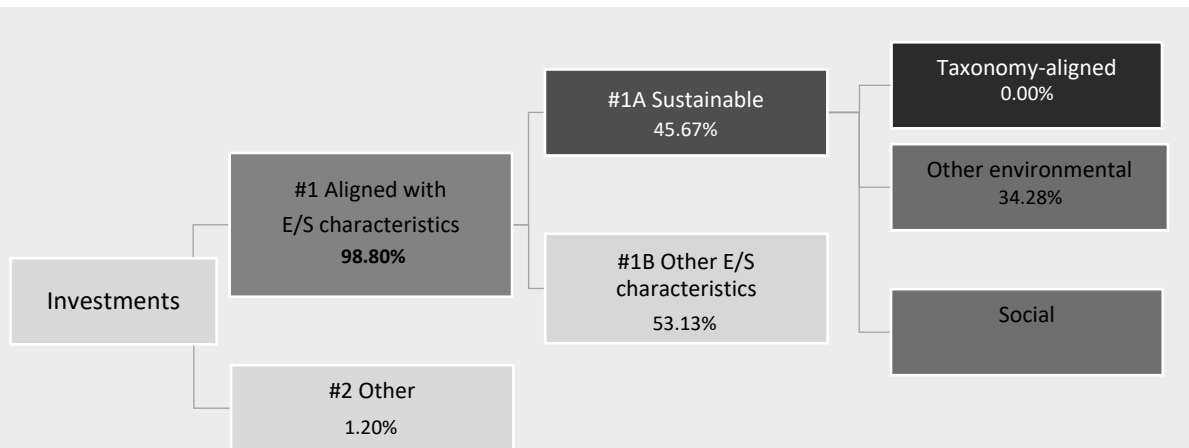 Investments
#1 Aligned with
E/S characteristics
98.80%
#2 Other
1.20%
#1A Sustainable
45.67%
#1B Other E/S
characteristics
53.13%
Taxonomy-aligned
0.00%
Other environmental
34.28%
Social